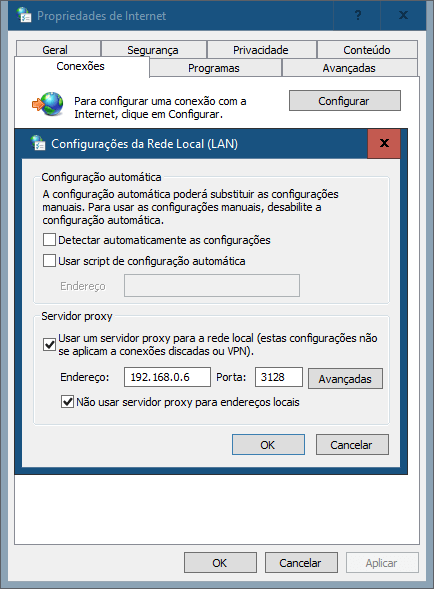 Propriedades de Internet
?
X
Geral
Segurança
Privacidade
Conteúdo
Conexões
Programas
Avançadas
Para configurar uma conexão com a
Internet, clique em Configurar.
Configurar
Configurações da Rede Local (LAN)
X
Configuração automática
A configuração automática poderá substituir as configurações
manuais. Para usar as configurações manuais, desabilite a
configuração automática.
Detectar automaticamente as configurações
Usar script de configuração automática
Endereço
Servidor proxy
Usar um servidor proxy para a rede local (estas configurações não
se aplicam a conexões discadas ou VPN).
Endereço: 192.168.0.6 Porta: 3128 Avançadas
Não usar servidor proxy para endereços locais
OK
Cancelar
OK
Cancelar
Aplicar